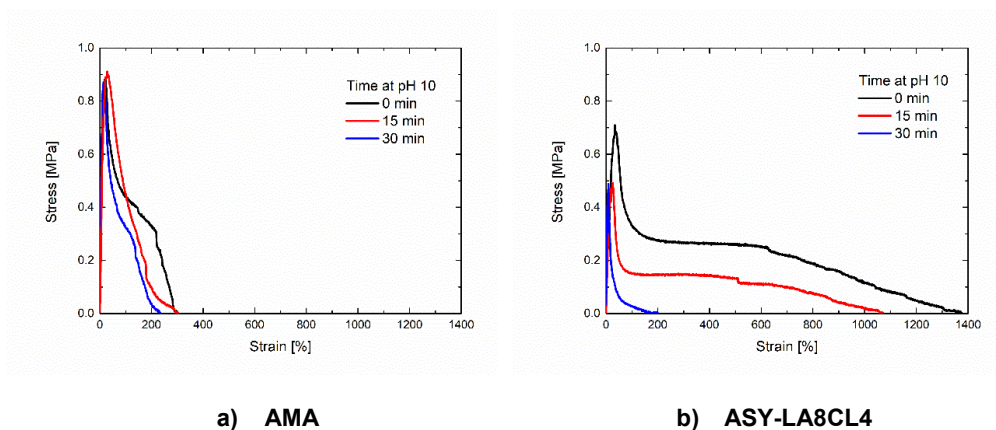 1.0
0.8
0.6
0.4
0.2
0.0
Stress [MPa]
Time at pH 10
0 min
15 min
30 min
0 200 400 600 800 1000 1200 1400
Strain [%]
a) AMA
1.0
0.8
0.6
0.4
0.2
0.0
Stress [MPa]
Time at pH 10
0 min
15 min
30 min
0 200 400 600 800 1000 1200 1400
Strain [%]
b) ASY-LA8CL4